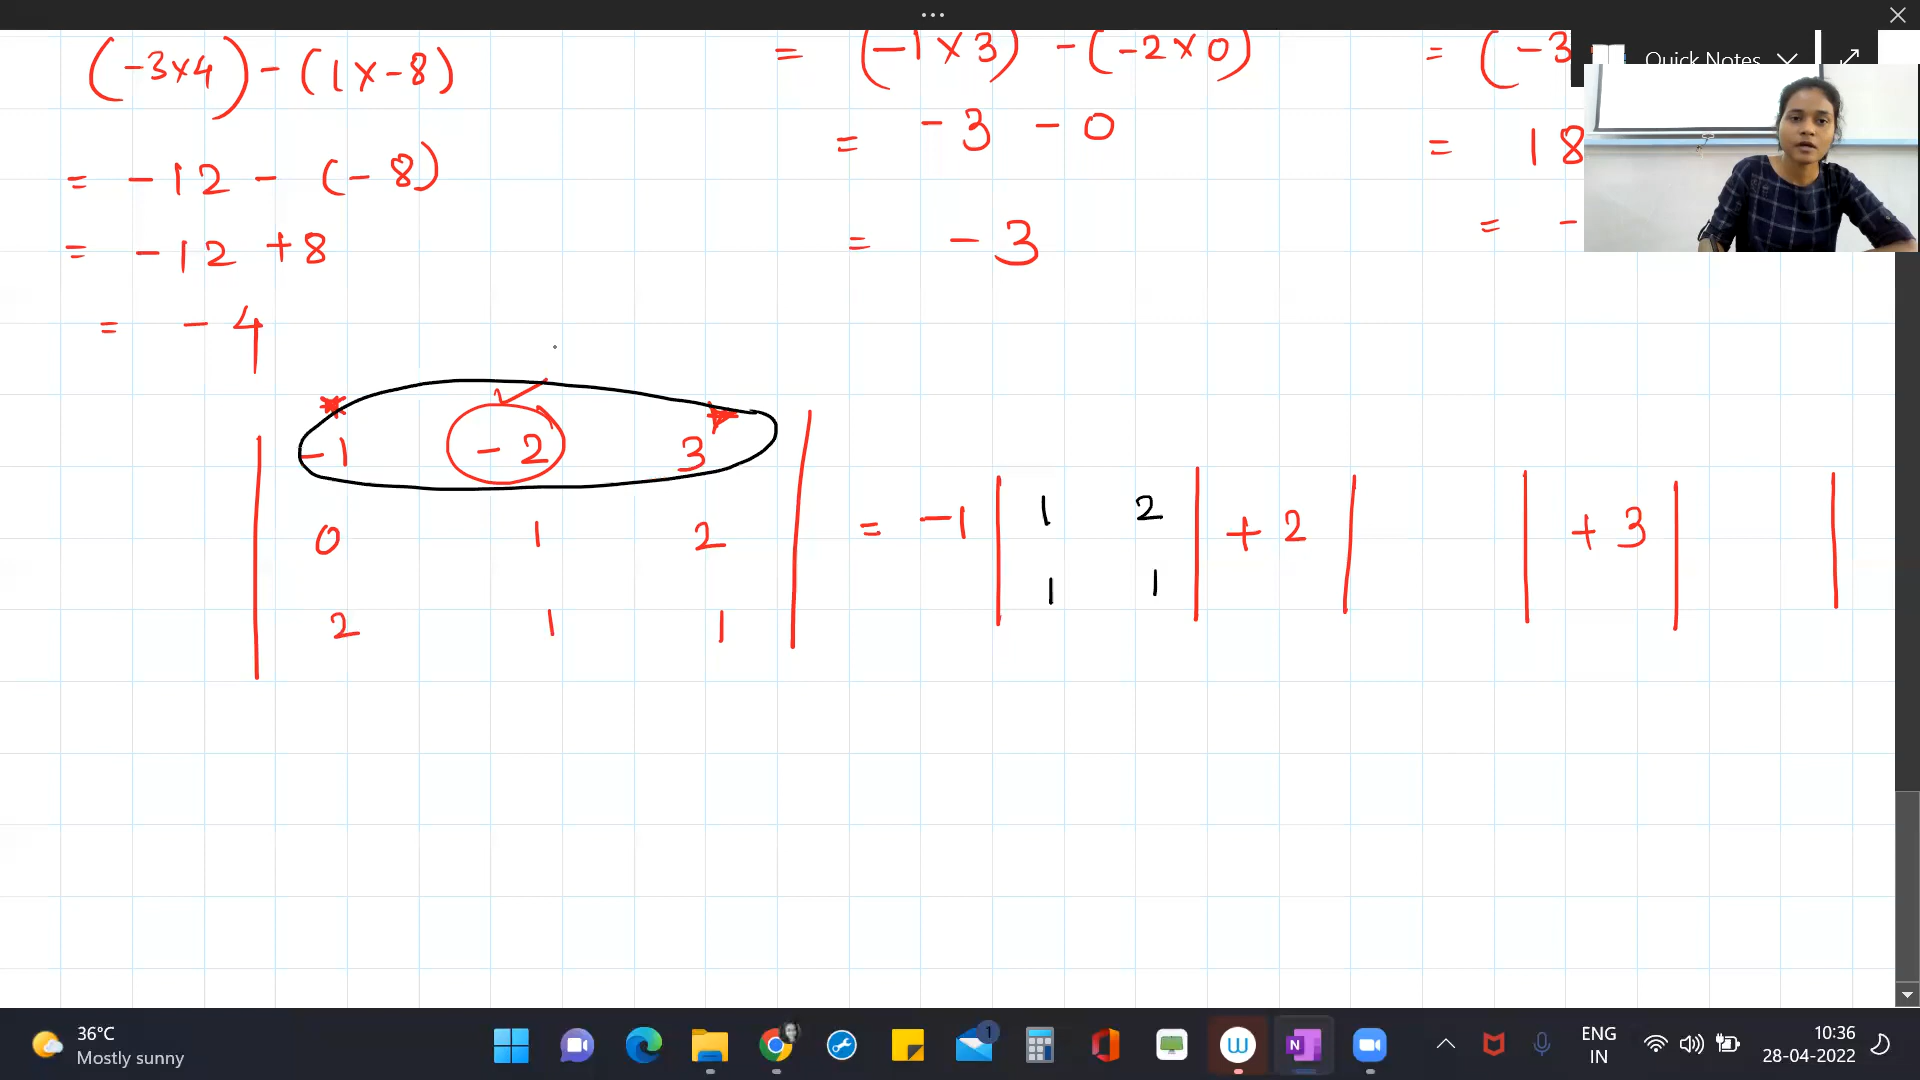 (-3×4) - (1×-8)
= -12 - (-8)
= -12 +8
= -4
= (-1×3) - (-2×0)
= -3 - 0
= -3
= (-3
= 18
= -
Quick Notes
-1 -2 3
0 1 2
2 1 1
= -1 | 1 2 | + 2 | | + 3 | |
1 1
36°C
Mostly sunny
1
ENG
IN
10:36
28-04-2022